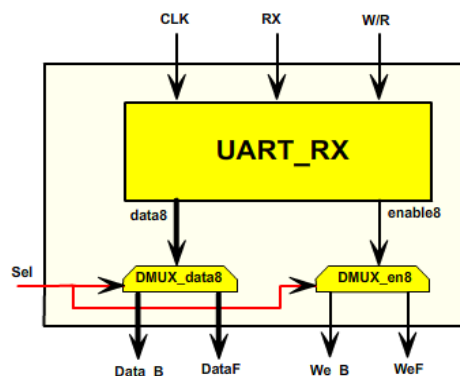 CLK RX W/R
UART_RX
data8 enable8
Sel DMUX_data8 DMUX_en8
Data_B DataF We_B WeF